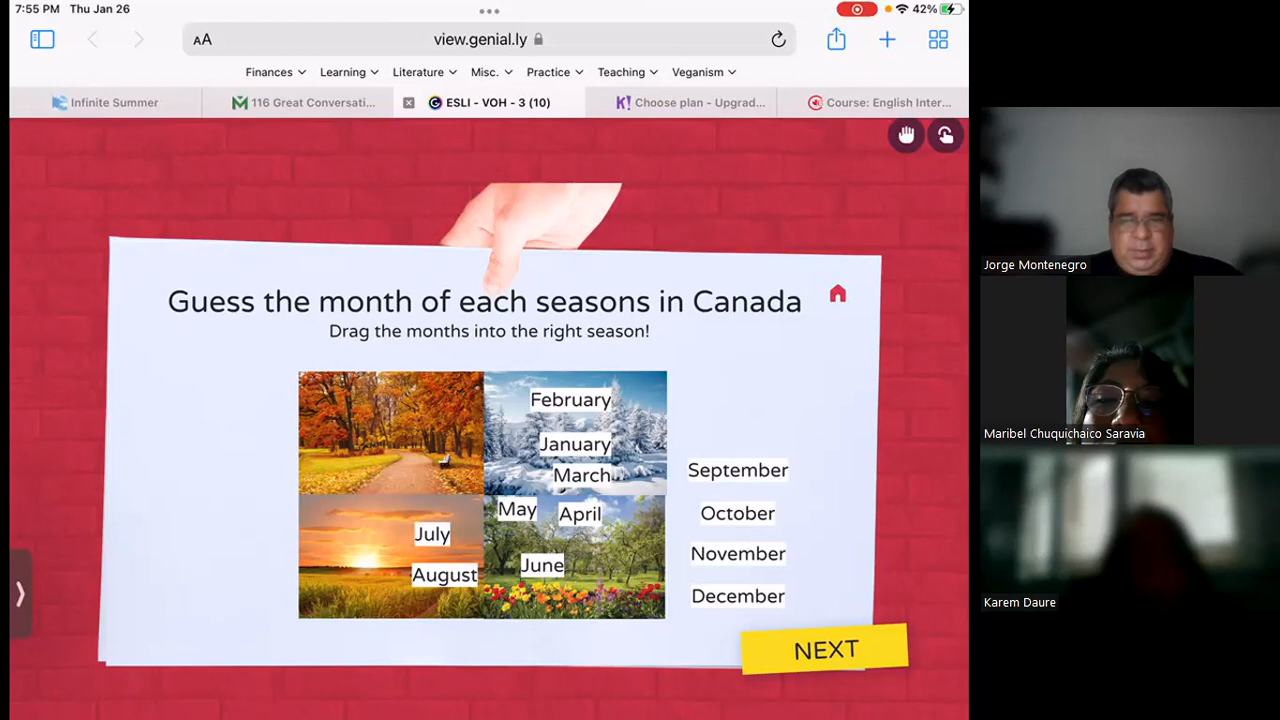 7:55 PM Thu Jan 26
42%
AA
view.genial.ly
Finances Learning Literature Misc. Practice Teaching Veganism
Infinite Summer
116 Great Conversati...
ESLI - VOH - 3 (10)
K! Choose plan - Upgrad...
Course: English Inter...
Guess the month of each seasons in Canada
Drag the months into the right season!
February
January
March
May
April
June
July
August
September
October
November
December
NEXT
Jorge Montenegro
Maribel Chuquichaico Saravia
Karem Daure